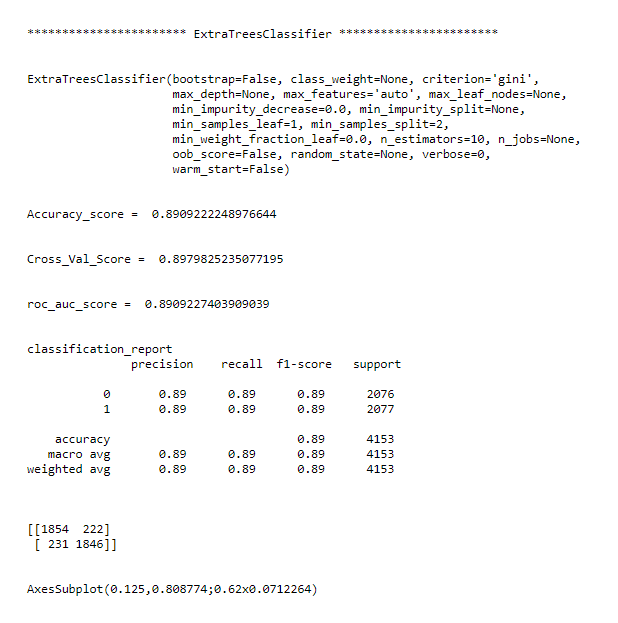 *********************** ExtraTreesClassifier ***********************
ExtraTreesClassifier(bootstrap=False, class_weight=None, criterion='gini',
max_depth=None, max_features='auto', max_leaf_nodes=None,
min_impurity_decrease=0.0, min_impurity_split=None,
min_samples_leaf=1, min_samples_split=2,
min_weight_fraction_leaf=0.0, n_estimators=10, n_jobs=None,
oob_score=False, random_state=None, verbose=0,
warm_start=False)
Accuracy_score =  0.8909222248976644
Cross_Val_Score =  0.8979825235077195
roc_auc_score =  0.8909227403909039
classification_report
precision    recall  f1-score   support
0       0.89      0.89      0.89      2076
1       0.89      0.89      0.89      2077
accuracy                           0.89      4153
macro avg       0.89      0.89      0.89      4153
weighted avg       0.89      0.89      0.89      4153
[[1854  222]
[ 231 1846]]
AxesSubplot(0.125,0.808774;0.62x0.0712264)